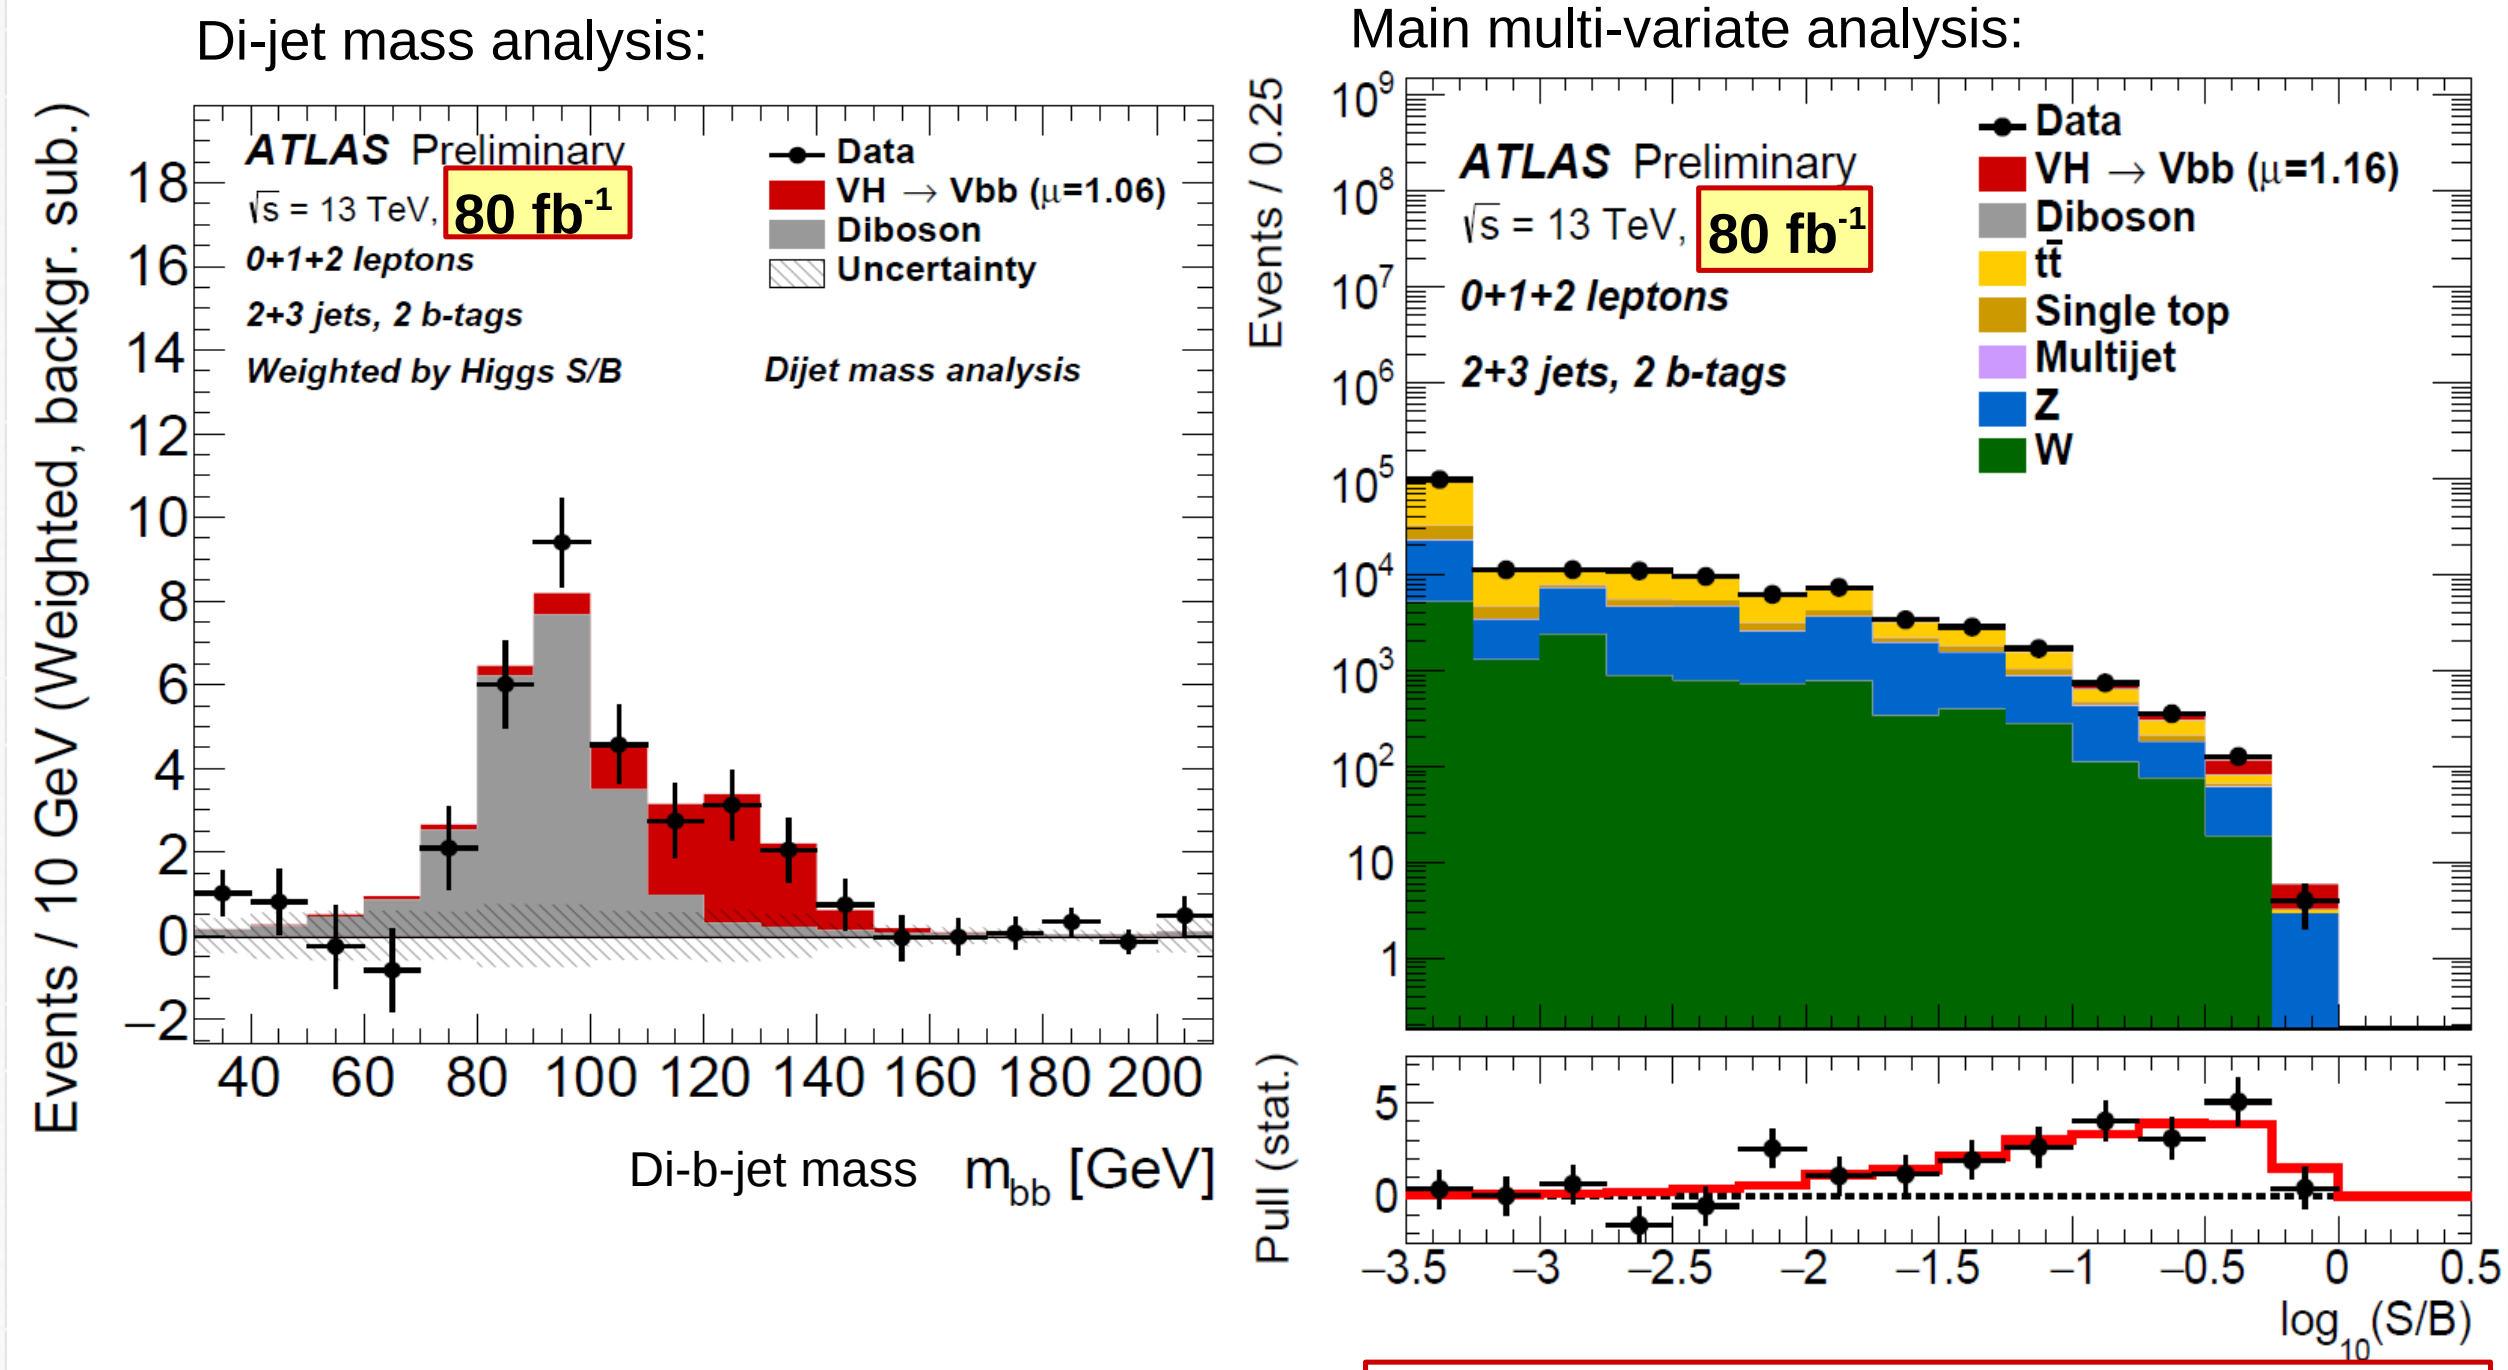 Di-jet mass analysis:
Events / 10 GeV (Weighted, backgr. sub.)
18
16
14
12
10
8
6
4
2
0
−2
ATLAS Preliminary
√s = 13 TeV, 80 fb-1
0+1+2 leptons
2+3 jets, 2 b-tags
Weighted by Higgs S/B
Data
VH → Vbb (μ=1.06)
Diboson
Uncertainty
Dijet mass analysis
40 60 80 100 120 140 160 180 200
Di-b-jet mass mbb [GeV]
Main multi-variate analysis:
Events / 0.25
10^9
10^8
10^7
10^6
10^5
10^4
10^3
10^2
10
1
ATLAS Preliminary
√s = 13 TeV, 80 fb-1
0+1+2 leptons
2+3 jets, 2 b-tags
Data
VH → Vbb (μ=1.16)
Diboson
tt̄
Single top
Multijet
Z
W
Pull (stat.)
5
0
−3.5 −3 −2.5 −2 −1.5 −1 −0.5 0 0.5
log10(S/B)